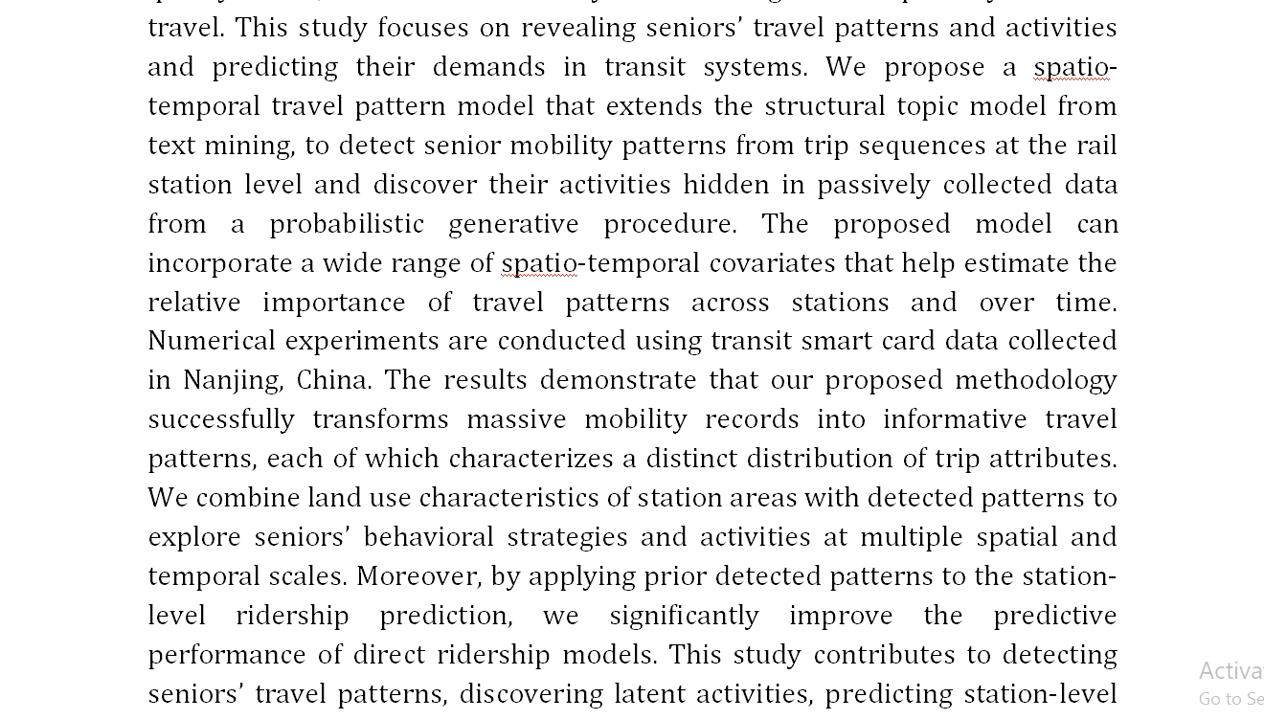 travel. This study focuses on revealing seniors’ travel patterns and activities
and predicting their demands in transit systems. We propose a spatio-
temporal travel pattern model that extends the structural topic model from
text mining, to detect senior mobility patterns from trip sequences at the rail
station level and discover their activities hidden in passively collected data
from a probabilistic generative procedure. The proposed model can
incorporate a wide range of spatio-temporal covariates that help estimate the
relative importance of travel patterns across stations and over time.
Numerical experiments are conducted using transit smart card data collected
in Nanjing, China. The results demonstrate that our proposed methodology
successfully transforms massive mobility records into informative travel
patterns, each of which characterizes a distinct distribution of trip attributes.
We combine land use characteristics of station areas with detected patterns to
explore seniors’ behavioral strategies and activities at multiple spatial and
temporal scales. Moreover, by applying prior detected patterns to the station-
level ridership prediction, we significantly improve the predictive
performance of direct ridership models. This study contributes to detecting
seniors’ travel patterns, discovering latent activities, predicting station-level
Activa
Go to Se